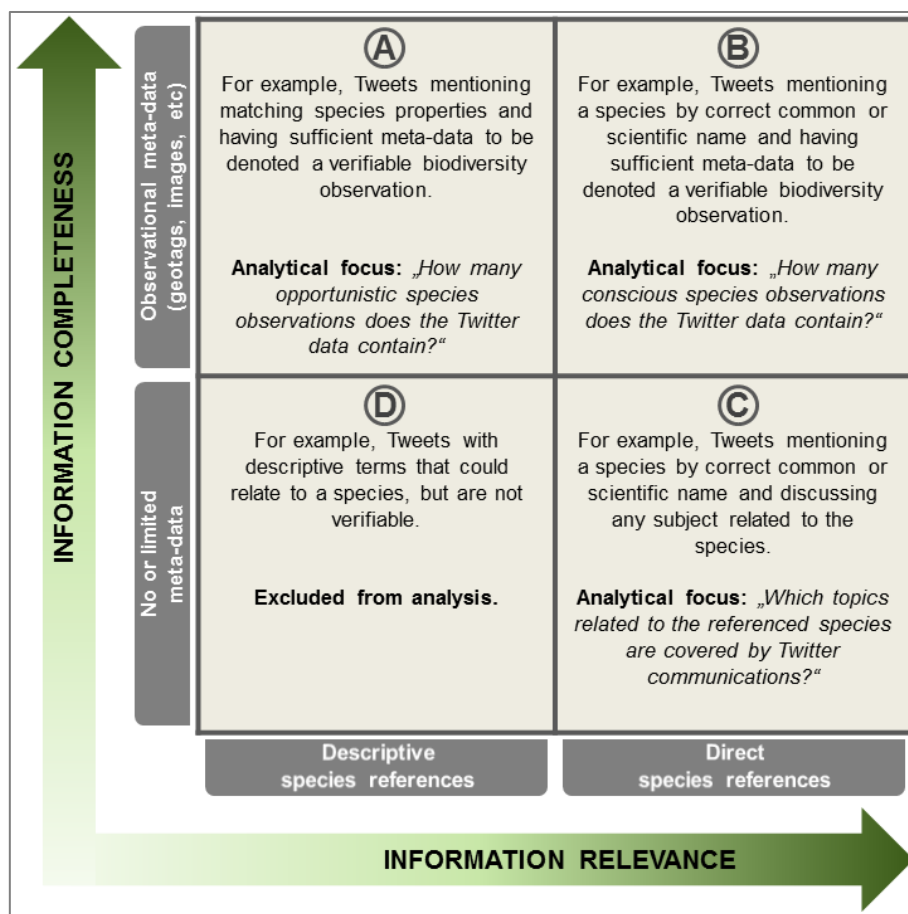 INFORMATION COMPLETENESS
Observational meta-data
(geotags, images, etc)
A
For example, Tweets mentioning
matching species properties and
having sufficient meta-data to be
denoted a verifiable biodiversity
observation.
Analytical focus: „How many
opportunistic species
observations does the Twitter
data contain?“
B
For example, Tweets mentioning
a species by correct common or
scientific name and having
sufficient meta-data to be
denoted a verifiable biodiversity
observation.
Analytical focus: „How many
conscious species observations
does the Twitter data contain?“
No or limited
meta-data
D
For example, Tweets with
descriptive terms that could
relate to a species, but are not
verifiable.
Excluded from analysis.
C
For example, Tweets mentioning
a species by correct common or
scientific name and discussing
any subject related to the
species.
Analytical focus: „Which topics
related to the referenced species
are covered by Twitter
communications?“
Descriptive
species references
Direct
species references
INFORMATION RELEVANCE